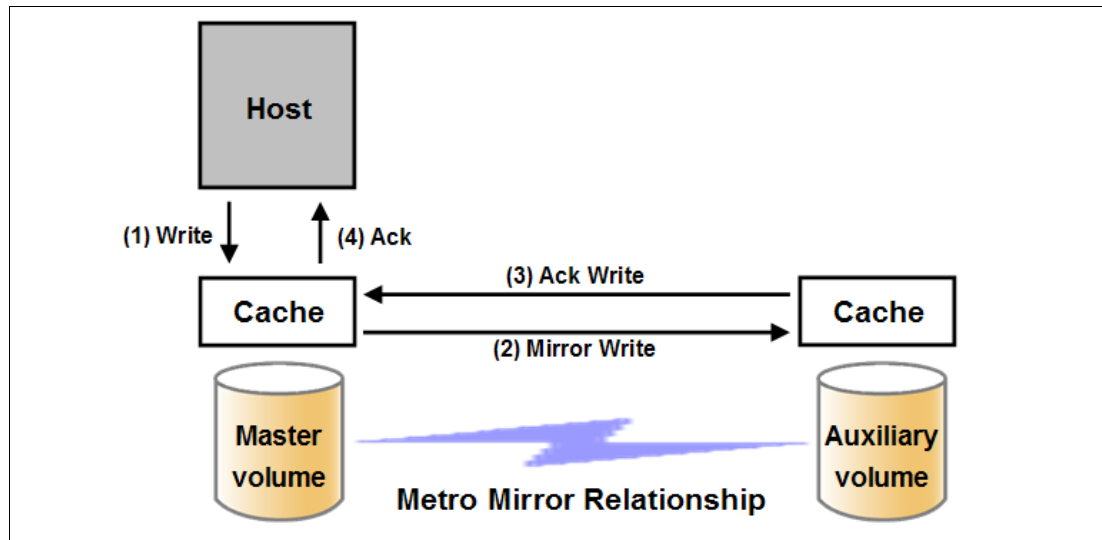 Host
(1) Write
(4) Ack
(3) Ack Write
Cache
Cache
(2) Mirror Write
Master
volume
Auxiliary
volume
Metro Mirror Relationship